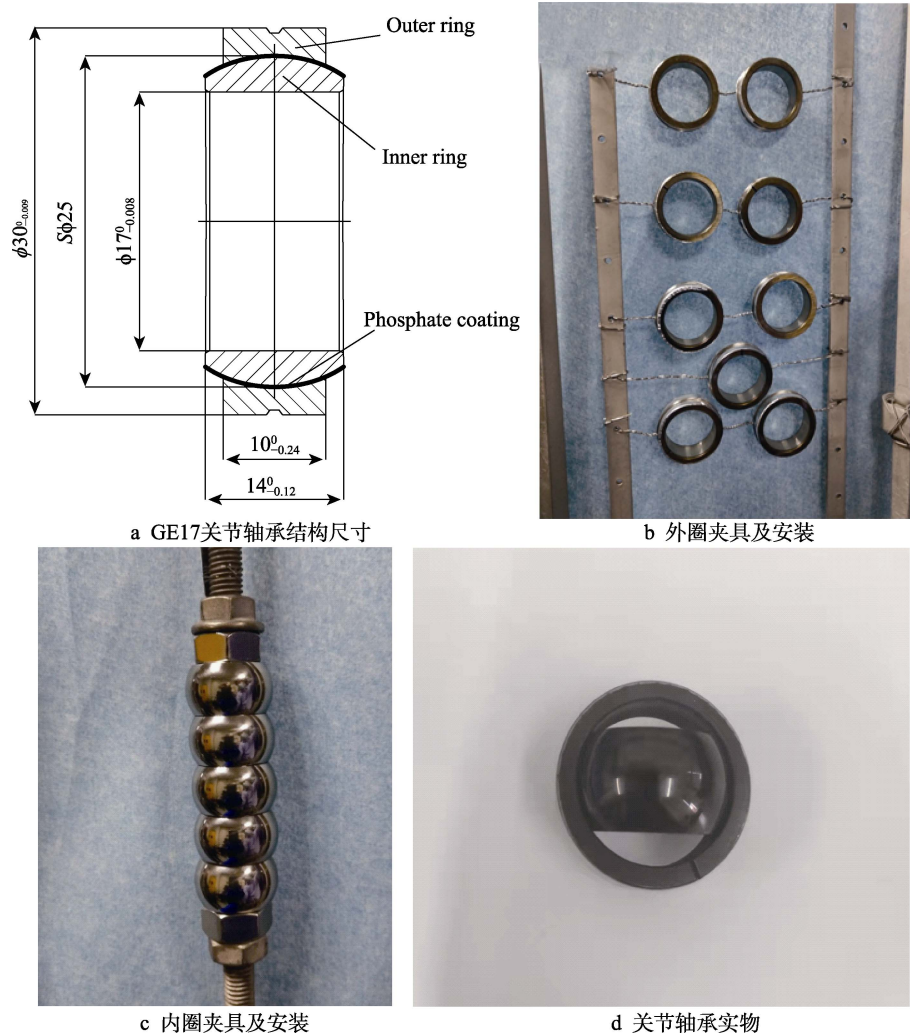 Outer ring
Inner ring
ϕ30⁰₋₀.₀₀₉
Sϕ25
ϕ17⁰₋₀.₀₀₈
Phosphate coating
10⁰₋₀.₂₄
14⁰₋₀.₁₂
a GE17关节轴承结构尺寸
b 外圈夹具及安装
c 内圈夹具及安装
d 关节轴承实物